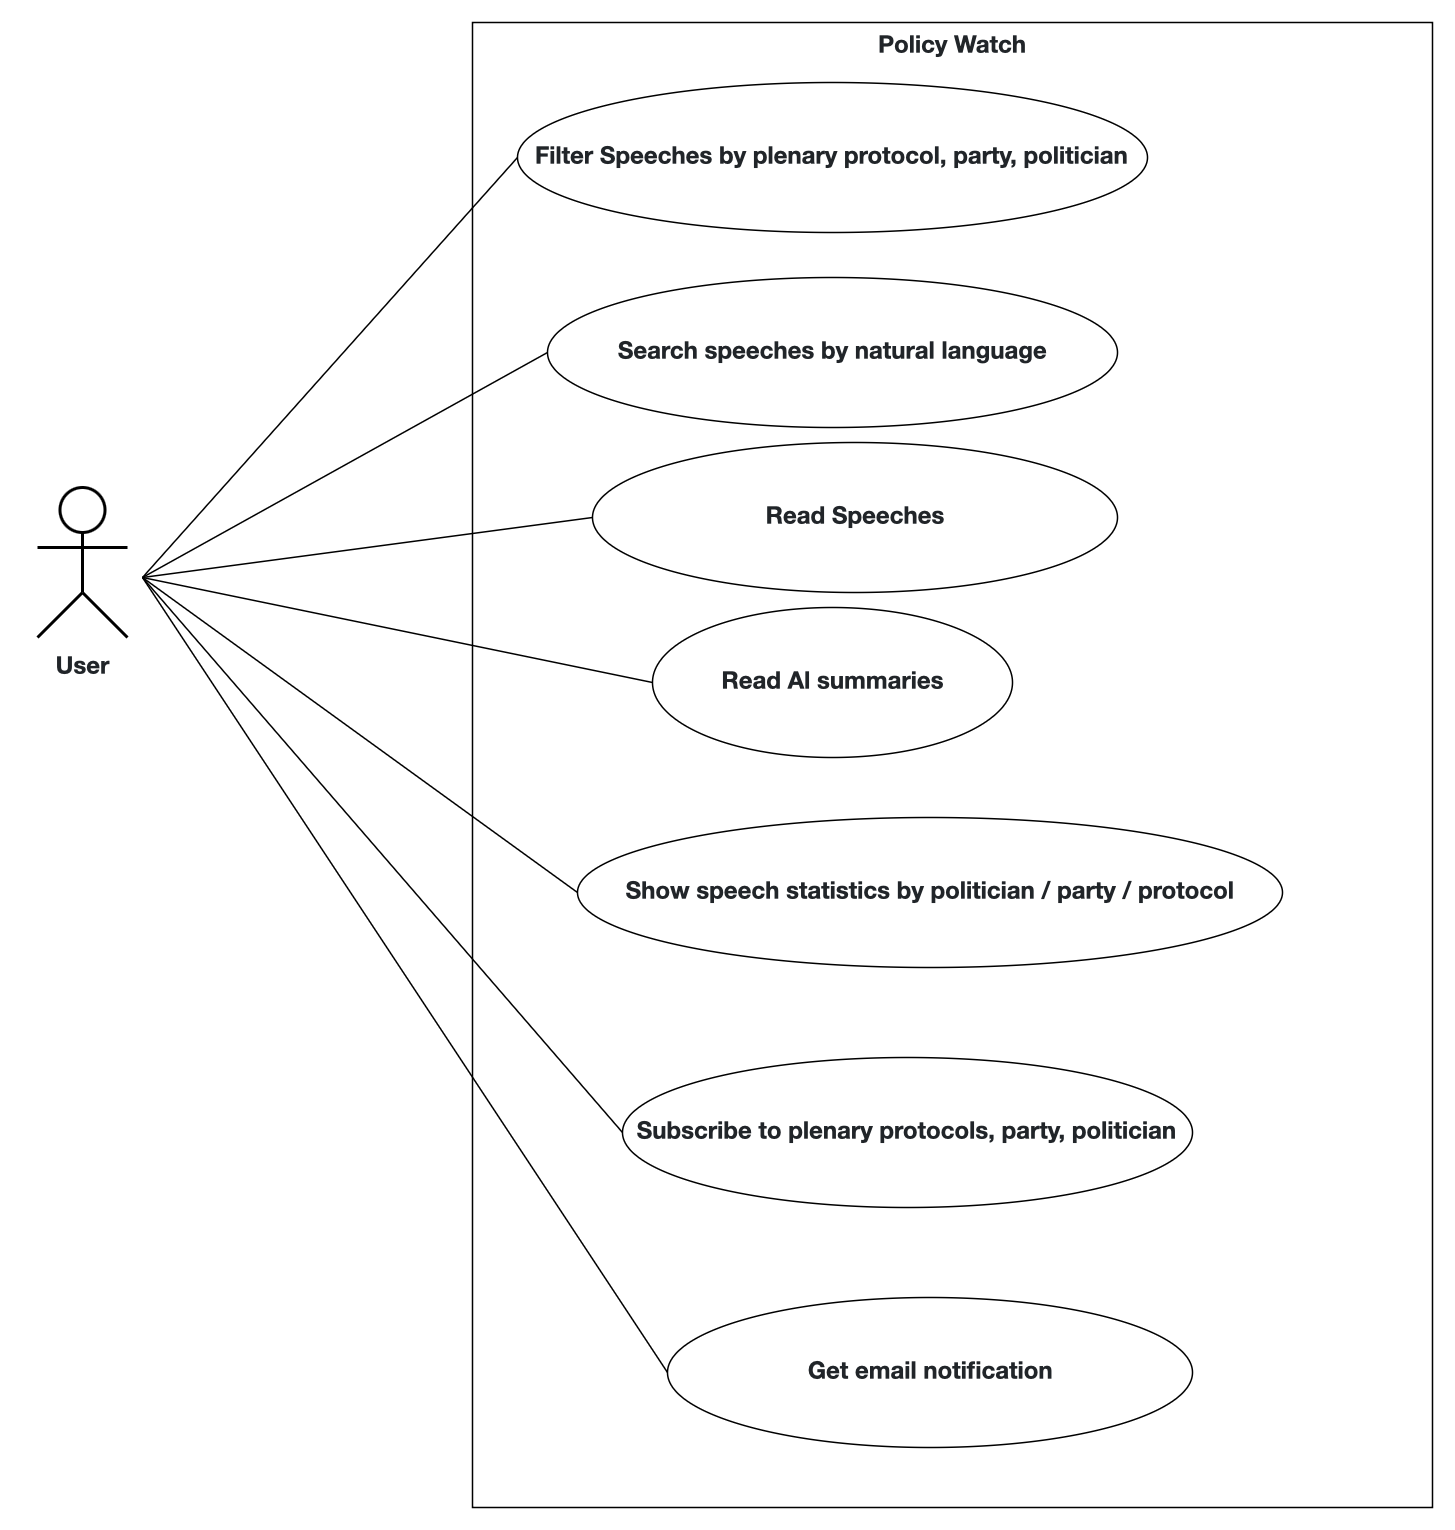 Policy Watch
Filter Speeches by plenary protocol, party, politician
Search speeches by natural language
Read Speeches
User
Read AI summaries
Show speech statistics by politician / party / protocol
Subscribe to plenary protocols, party, politician
Get email notification